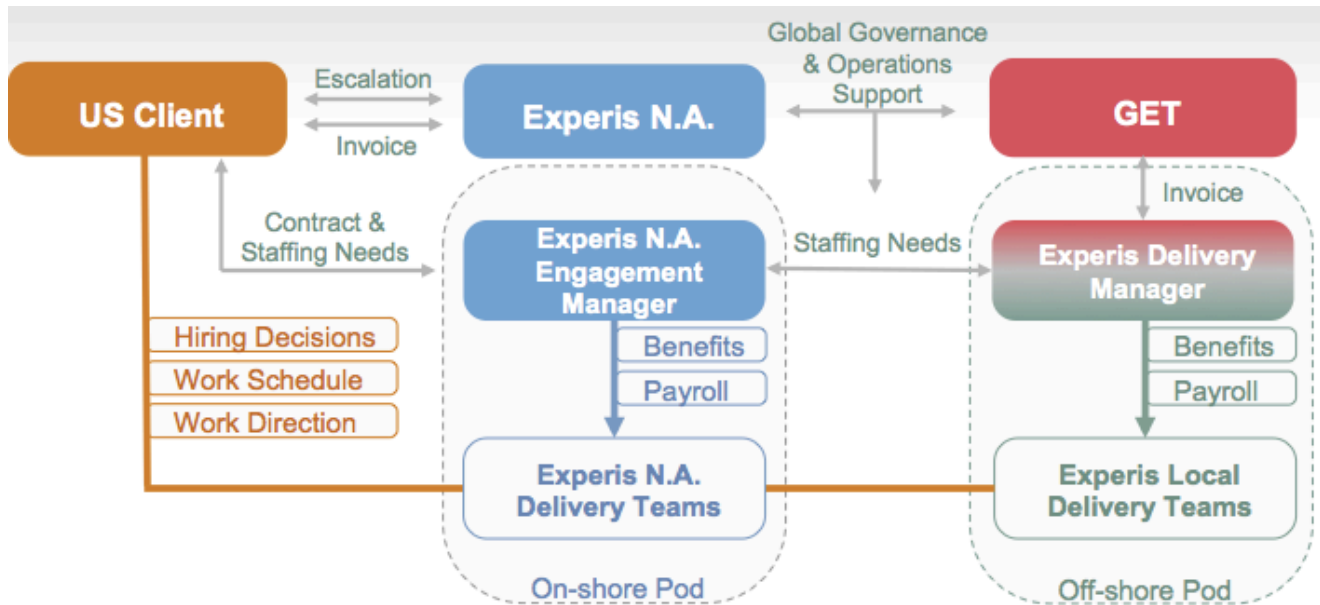 Global Governance
& Operations
Support
US Client
Escalation
Invoice
Experis N.A.
GET
Invoice
Contract &
Staffing Needs
Experis N.A.
Engagement
Manager
Staffing Needs
Experis Delivery
Manager
Hiring Decisions
Work Schedule
Work Direction
Benefits
Payroll
Benefits
Payroll
Experis N.A.
Delivery Teams
Experis Local
Delivery Teams
On-shore Pod
Off-shore Pod